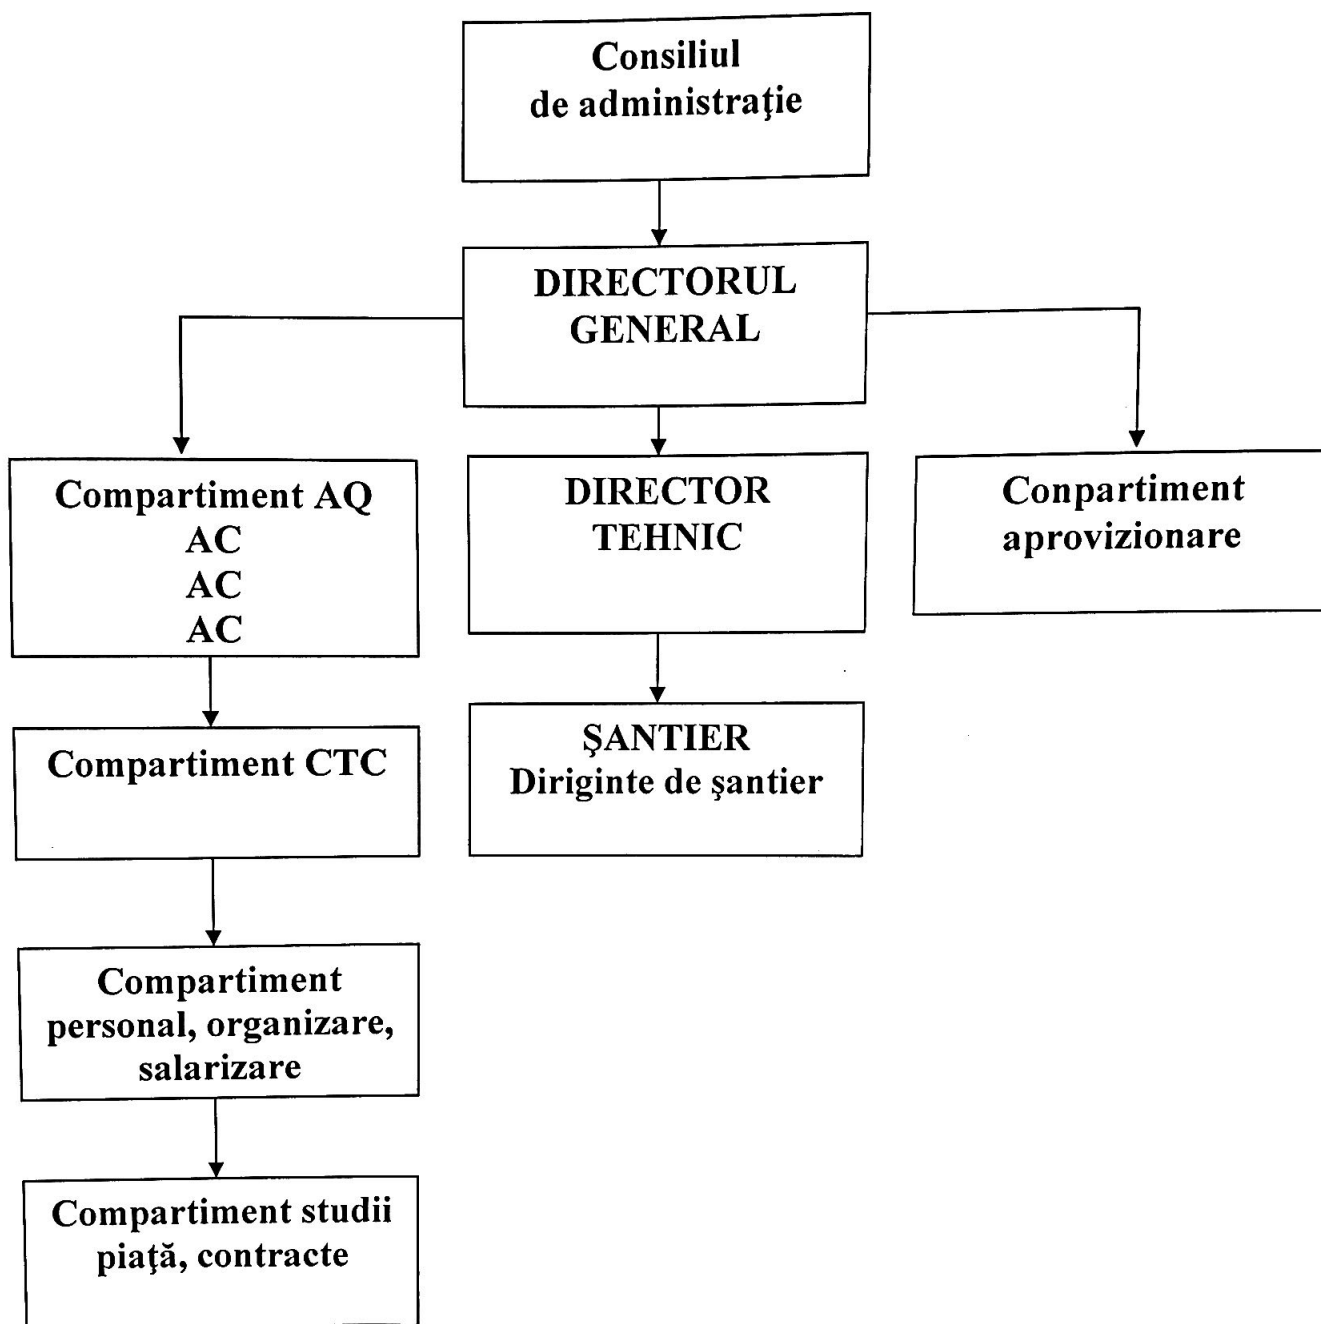 Consiliul
de administraţie
DIRECTORUL
GENERAL
Compartiment AQ
AC
AC
AC
DIRECTOR
TEHNIC
Conpartiment
aprovizionare
Compartiment CTC
ŞANTIER
Diriginte de şantier
Compartiment
personal, organizare,
salarizare
Compartiment studii
piaţă, contracte